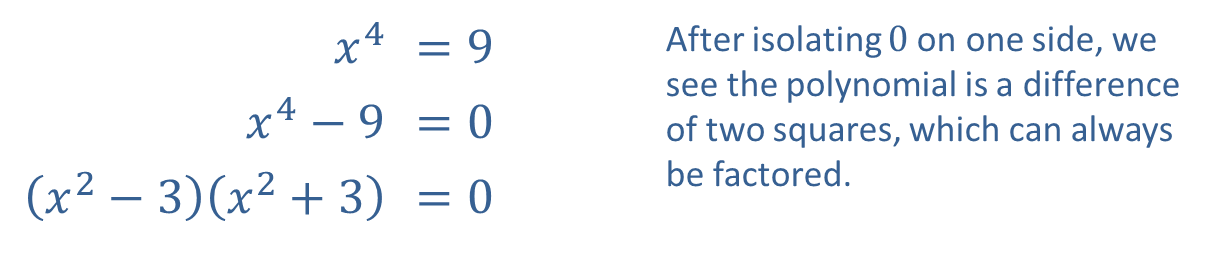 x⁴ = 9
x⁴ − 9 = 0
(x² − 3)(x² + 3) = 0
After isolating 0 on one side, we
see the polynomial is a difference
of two squares, which can always
be factored.